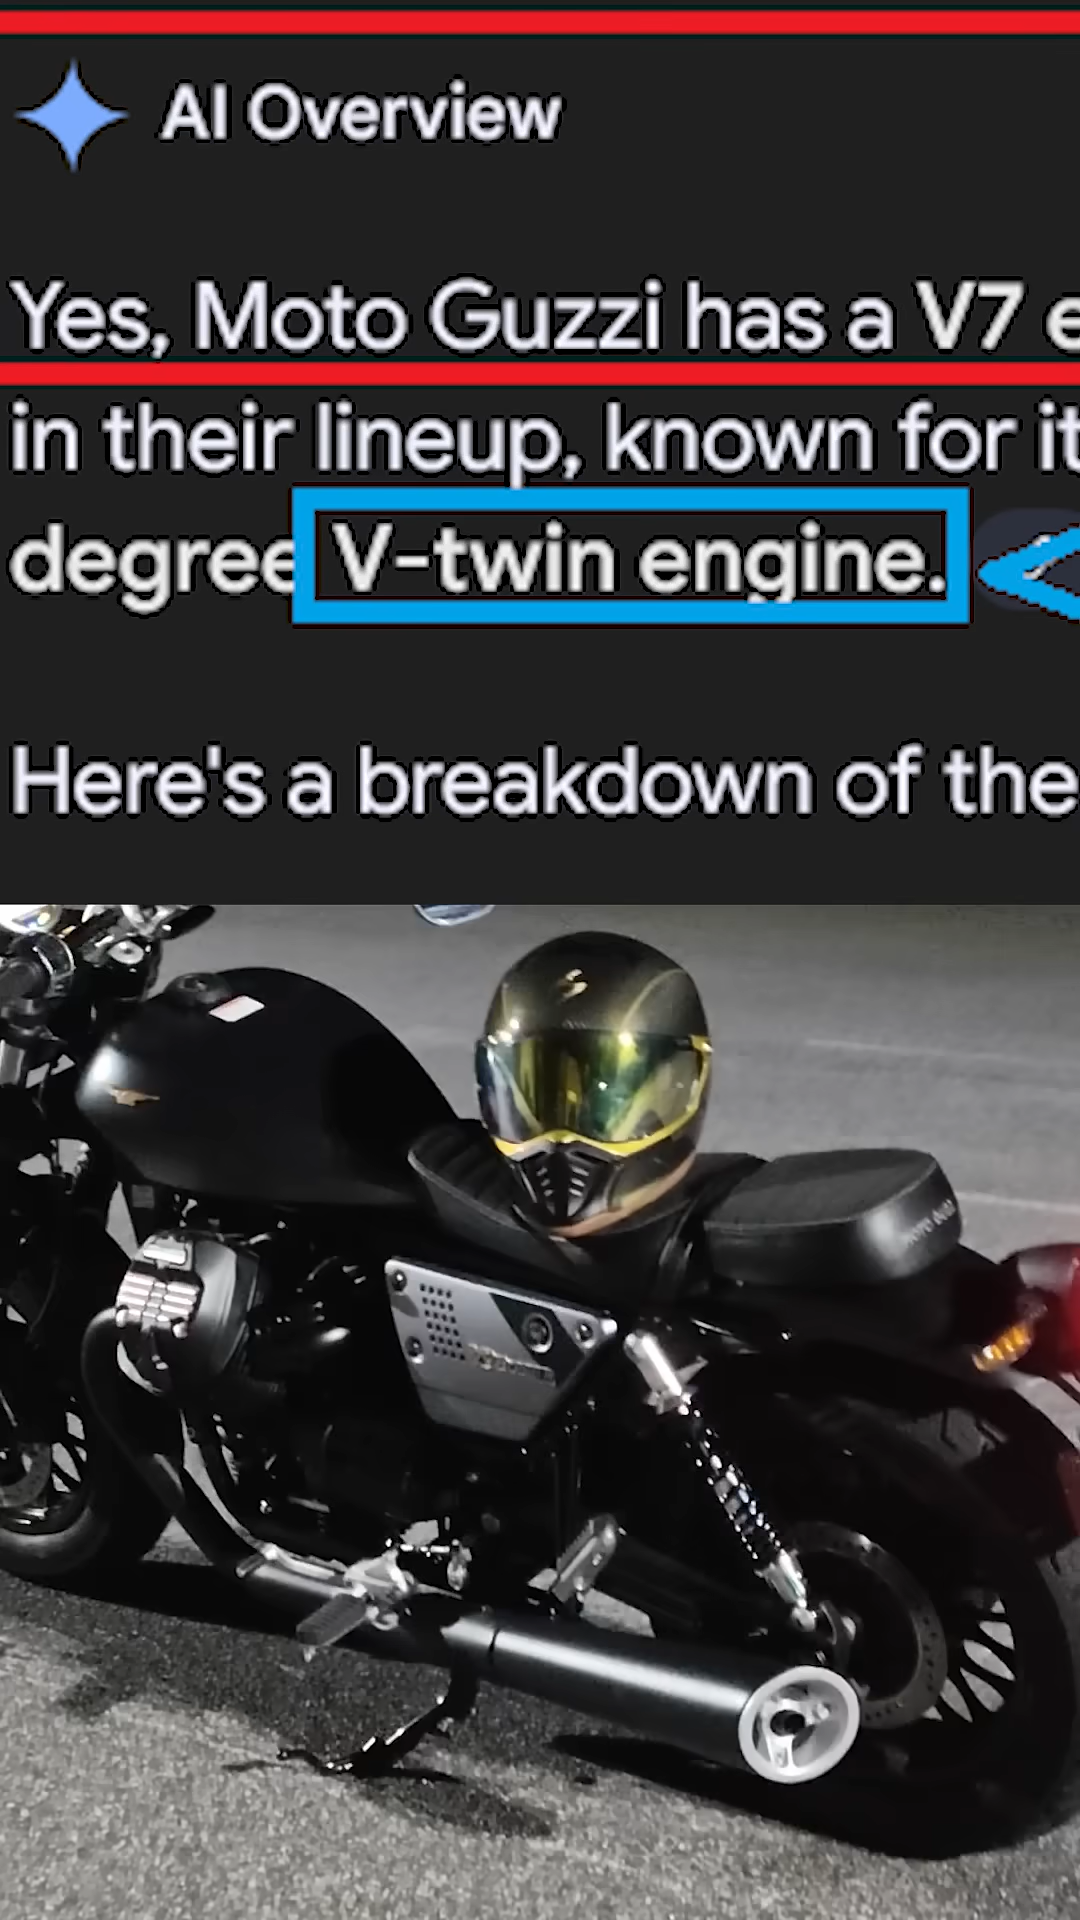 AI Overview
Yes, Moto Guzzi has a V7 e
in their lineup, known for it
degree V-twin engine.
Here's a breakdown of the